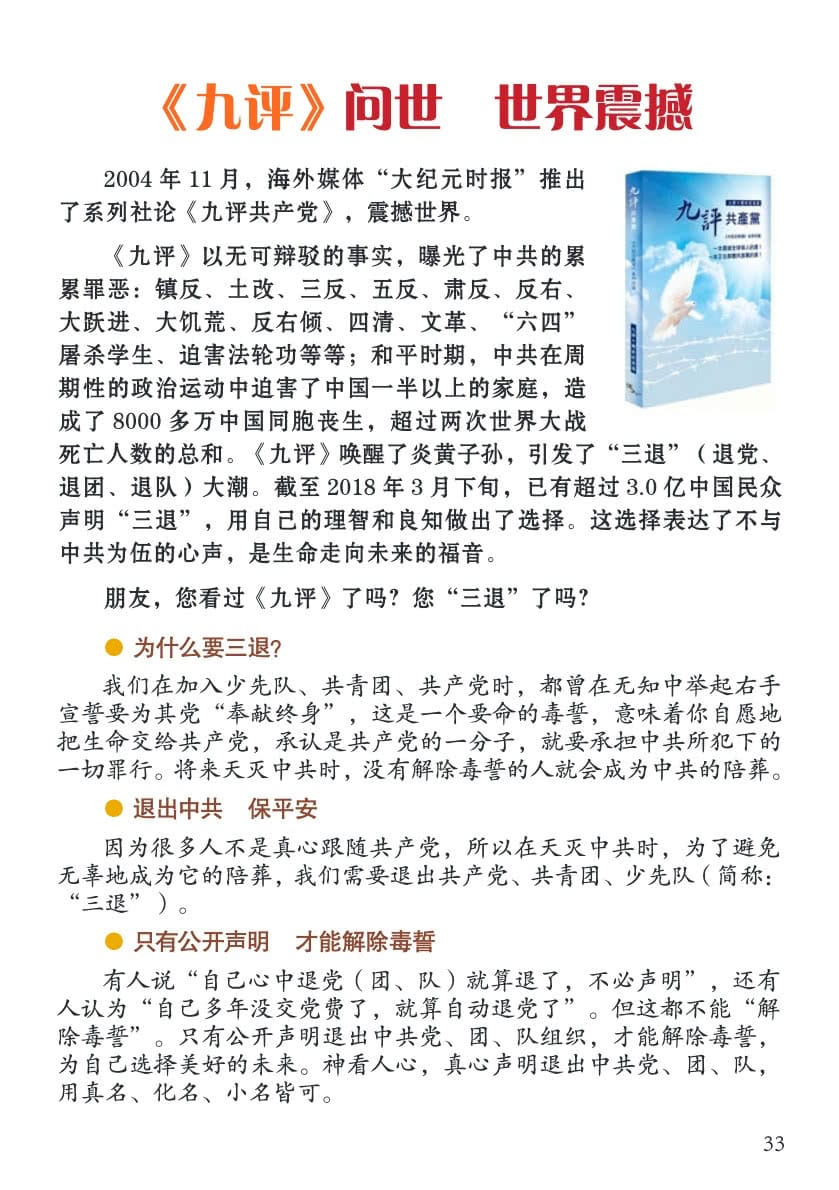 《九评》问世 世界震撼
2004 年 11 月，海外媒体“大纪元时报”推出
了系列社论《九评共产党》，震撼世界。
《九评》以无可辩驳的事实，曝光了中共的累
累罪恶：镇反、土改、三反、五反、肃反、反右、
大跃进、大饥荒、反右倾、四清、文革、“六四”
屠杀学生、迫害法轮功等等；和平时期，中共在周
期性的政治运动中迫害了中国一半以上的家庭，造
成了 8000 多万中国同胞丧生，超过两次世界大战
死亡人数的总和。《九评》唤醒了炎黄子孙，引发了“三退”（退党、
退团、退队）大潮。截至 2018 年 3 月下旬，已有超过 3.0 亿中国民众
声明“三退”，用自己的理智和良知做出了选择。这选择表达了不与
中共为伍的心声，是生命走向未来的福音。
朋友，您看过《九评》了吗？您“三退”了吗？
九評
共產黨
九評
共產黨
● 为什么要三退？
我们在加入少先队、共青团、共产党时，都曾在无知中举起右手
宣誓要为其党“奉献终身”，这是一个要命的毒誓，意味着你自愿地
把生命交给共产党，承认是共产党的一分子，就要承担中共所犯下的
一切罪行。将来天灭中共时，没有解除毒誓的人就会成为中共的陪葬。
● 退出中共 保平安
因为很多人不是真心跟随共产党，所以在天灭中共时，为了避免
无辜地成为它的陪葬，我们需要退出共产党、共青团、少先队（简称：
“三退”）。
● 只有公开声明 才能解除毒誓
有人说“自己心中退党（团、队）就算退了，不必声明”，还有
人认为“自己多年没交党费了，就算自动退党了”。但这都不能“解
除毒誓”。只有公开声明退出中共党、团、队组织，才能解除毒誓，
为自己选择美好的未来。神看人心，真心声明退出中共党、团、队，
用真名、化名、小名皆可。
33